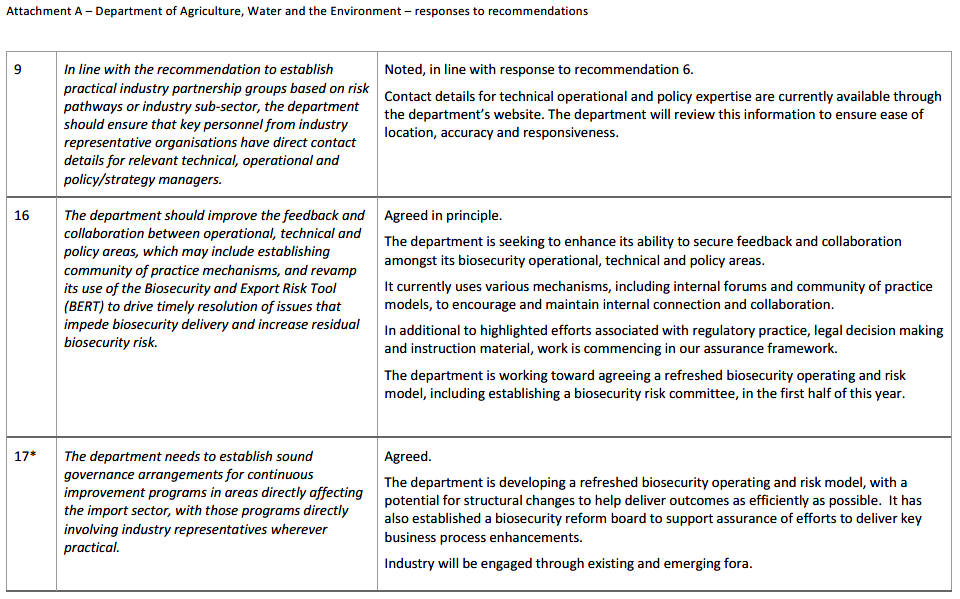 Attachment A – Department of Agriculture, Water and the Environment – responses to recommendations
9
In line with the recommendation to establish
practical industry partnership groups based on risk
pathways or industry sub-sector, the department
should ensure that key personnel from industry
representative organisations have direct contact
details for relevant technical, operational and
policy/strategy managers.
Noted, in line with response to recommendation 6.
Contact details for technical operational and policy expertise are currently available through
the department’s website. The department will review this information to ensure ease of
location, accuracy and responsiveness.
16
The department should improve the feedback and
collaboration between operational, technical and
policy areas, which may include establishing
community of practice mechanisms, and revamp
its use of the Biosecurity and Export Risk Tool
(BERT) to drive timely resolution of issues that
impede biosecurity delivery and increase residual
biosecurity risk.
Agreed in principle.
The department is seeking to enhance its ability to secure feedback and collaboration
amongst its biosecurity operational, technical and policy areas.
It currently uses various mechanisms, including internal forums and community of practice
models, to encourage and maintain internal connection and collaboration.
In additional to highlighted efforts associated with regulatory practice, legal decision making
and instruction material, work is commencing in our assurance framework.
The department is working toward agreeing a refreshed biosecurity operating and risk
model, including establishing a biosecurity risk committee, in the first half of this year.
17*
The department needs to establish sound
governance arrangements for continuous
improvement programs in areas directly affecting
the import sector, with those programs directly
involving industry representatives wherever
practical.
Agreed.
The department is developing a refreshed biosecurity operating and risk model, with a
potential for structural changes to help deliver outcomes as efficiently as possible.  It has
also established a biosecurity reform board to support assurance of efforts to deliver key
business process enhancements.
Industry will be engaged through existing and emerging fora.